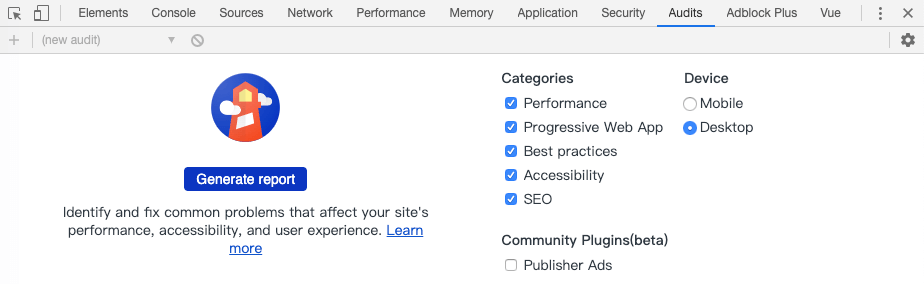 Elements Console Sources Network Performance Memory Application Security Audits Adblock Plus Vue
(new audit)
Categories
Performance
Progressive Web App
Best practices
Accessibility
SEO
Device
Mobile
Desktop
Generate report
Identify and fix common problems that affect your site's
performance, accessibility, and user experience. Learn
more
Community Plugins(beta)
Publisher Ads